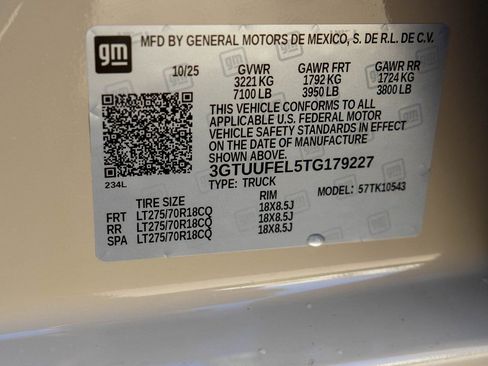 gm MFD BY GENERAL MOTORS DE MEXICO, S. DE R.L. DE C.V.
10/25 GVWR GAWR FRT GAWR RR
3221 KG 1792 KG 1724 KG
7100 LB 3950 LB 3800 LB
THIS VEHICLE CONFORMS TO ALL
APPLICABLE U.S. FEDERAL MOTOR
VEHICLE SAFETY STANDARDS IN EFFECT
ON THE DATE OF MANUFACTURE
SHOWN ABOVE.
3GTUUFEL5TG179227
234L TYPE: TRUCK MODEL: 57TK10543
TIRE SIZE RIM
FRT LT275/70R18CQ 18X8.5J
RR LT275/70R18CQ 18X8.5J
SPA LT275/70R18CQ 18X8.5J